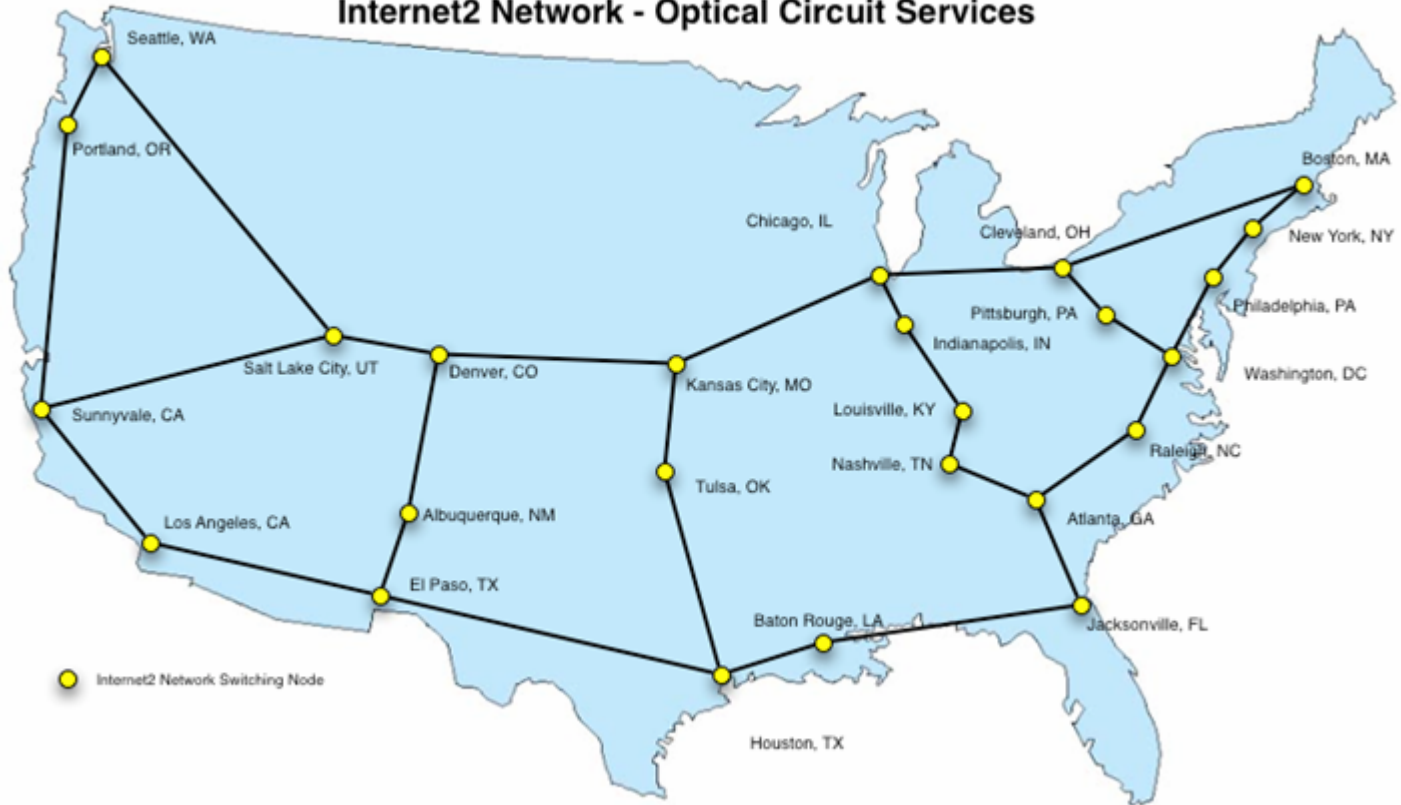 Internet2 Network - Optical Circuit Services
Seattle, WA
Portland, OR
Boston, MA
Chicago, IL
Cleveland, OH
New York, NY
Philadelphia, PA
Pittsburgh, PA
Indianapolis, IN
Salt Lake City, UT
Denver, CO
Washington, DC
Kansas City, MO
Sunnyvale, CA
Louisville, KY
Raleigh, NC
Nashville, TN
Tulsa, OK
Los Angeles, CA
Albuquerque, NM
Atlanta, GA
El Paso, TX
Baton Rouge, LA
Jacksonville, FL
Internet2 Network Switching Node
Houston, TX